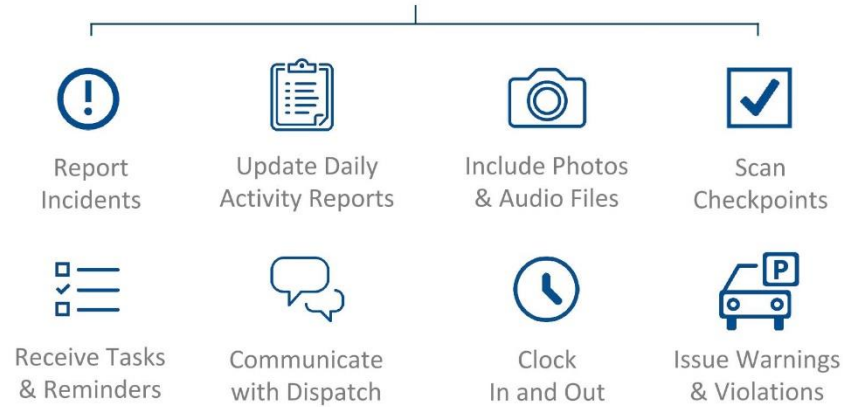 Report
Incidents
Update Daily
Activity Reports
Include Photos
& Audio Files
Scan
Checkpoints
Receive Tasks
& Reminders
Communicate
with Dispatch
Clock
In and Out
P
Issue Warnings
& Violations